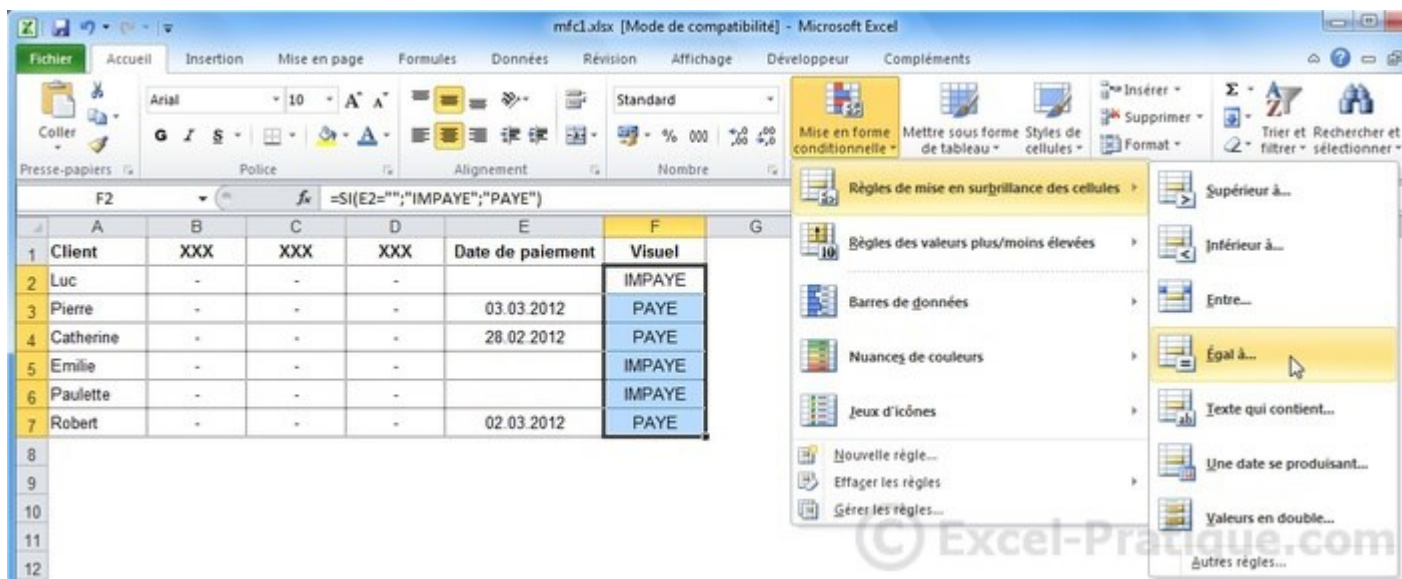 mfc1.xlsx [Mode de compatibilité] - Microsoft Excel
Fichier Accueil Insertion Mise en page Formules Données Révision Affichage Développeur Compléments
Coller
Presse-papiers
Arial 10
G I S
Police
Alignement
Standard
% 000
Nombre
Mise en forme conditionnelle
Mettre sous forme de tableau
Styles de cellules
Insérer
Supprimer
Format
Σ
Trier et filtrer
Rechercher et sélectionner
F2 fx =SI(E2="";"IMPAYE";"PAYE")
A B C D E F G
1 Client XXX XXX XXX Date de paiement Visuel
2 Luc - - - IMPAYE
3 Pierre - - - 03.03.2012 PAYE
4 Catherine - - - 28.02.2012 PAYE
5 Emilie - - - IMPAYE
6 Paulette - - - IMPAYE
7 Robert - - - 02.03.2012 PAYE
8
9
10
11
12
Règles de mise en surbrillance des cellules
Règles des valeurs plus/moins élevées
Barres de données
Nuances de couleurs
Jeux d'icônes
Nouvelle règle...
Effacer les règles
Gérer les règles...
Supérieur à...
Inférieur à...
Entre...
Égal à...
Texte qui contient...
Une date se produisant...
Valeurs en double...
Autres règles...
© Excel-Pratique.com